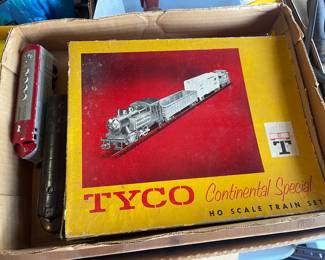 T
TYCO Continental Special
HO SCALE TRAIN SET